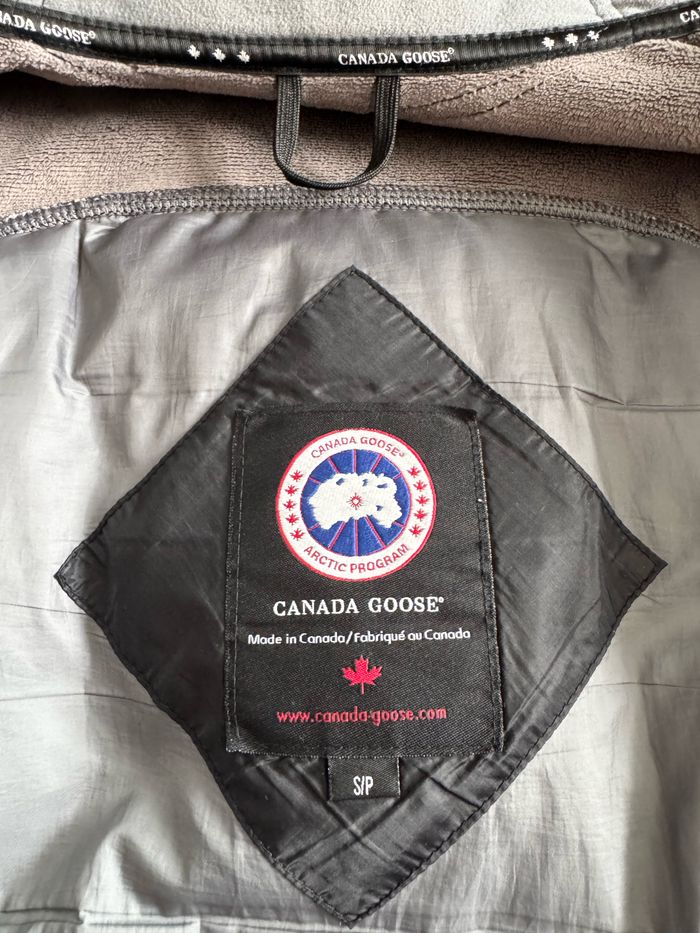 CANADA GOOSE®
CANADA GOOSE®
CA
CANADA GOOSE®
ARCTIC PROGRAM
CANADA GOOSE®
Made in Canada/Fabriqué au Canada
www.canada-goose.com
S/P